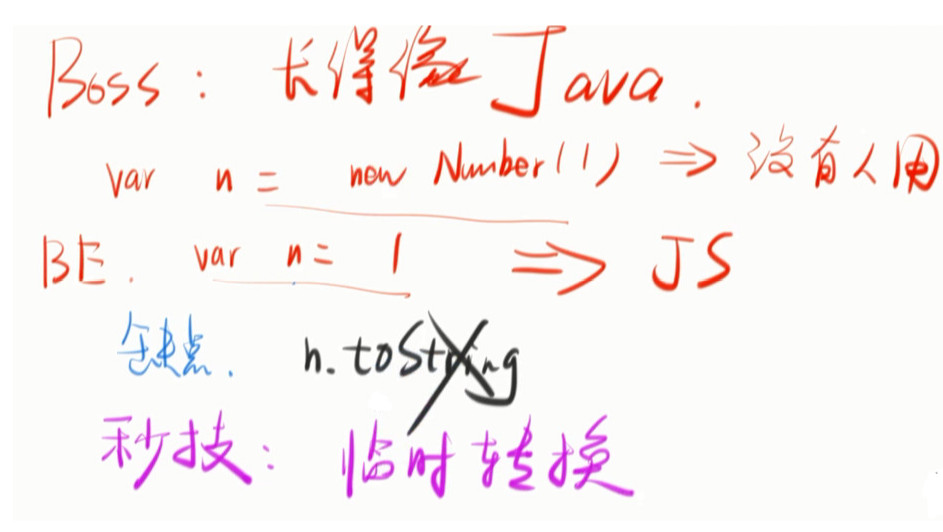 Boss： 长得像 Java.
var n = new Number(1) => 没有人用
BE. var n = 1 => JS
缺点. n.toString
秒技： 临时转换